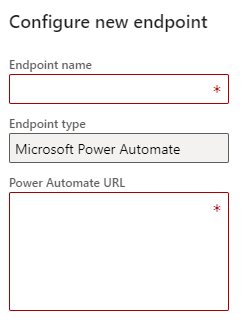 Configure new endpoint
Endpoint name
*
Endpoint type
Microsoft Power Automate
Power Automate URL
*